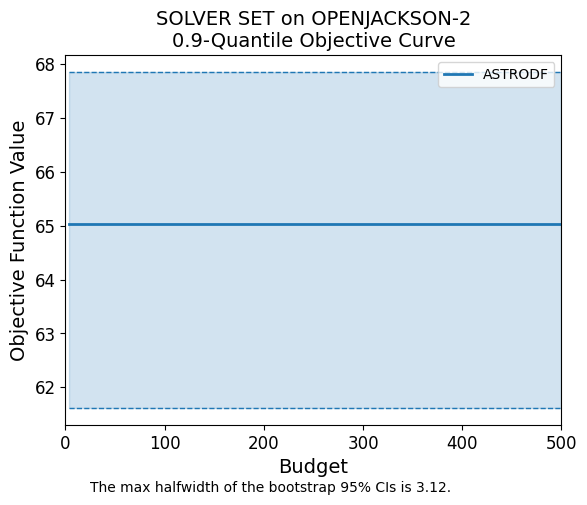 SOLVER SET on OPENJACKSON-2
0.9-Quantile Objective Curve
ASTRODF
Objective Function Value
68
67
66
65
64
63
62
0 100 200 300 400 500
Budget
The max halfwidth of the bootstrap 95% CIs is 3.12.